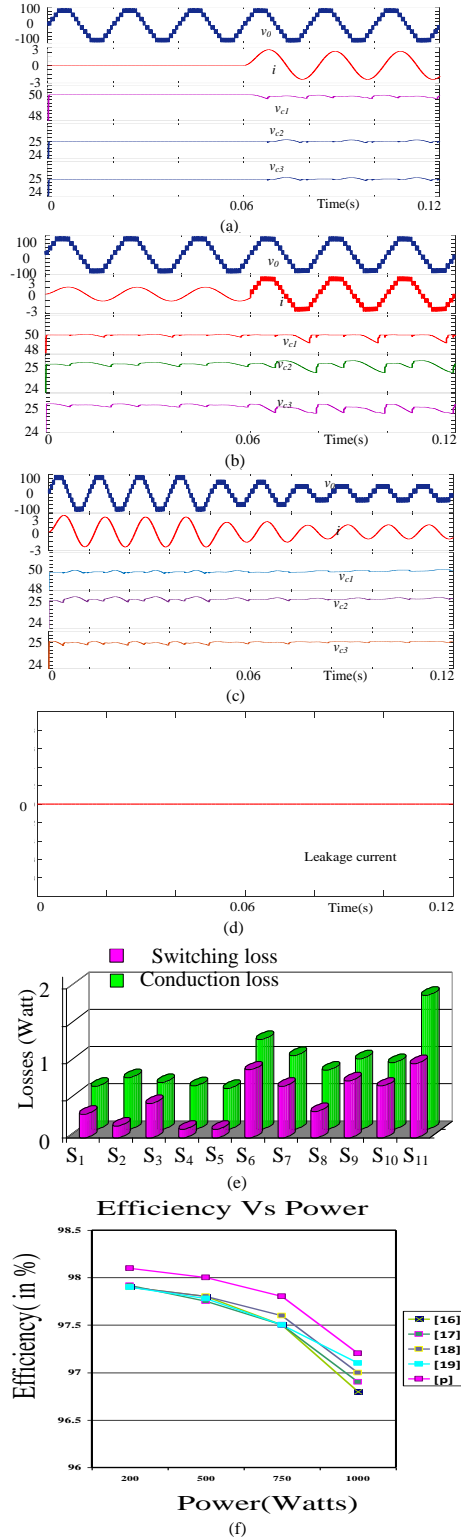 100
0
-100
v0
3
0
-3
i
50
48
vc1
25
24
vc2
25
24
vc3
0 0.06 Time(s) 0.12
(a)
100
0
-100
v0
3
0
-3
i
50
48
vc1
25
24
vc2
25
24
vc3
0 0.06 0.12
Time(s)
(b)
100
0
-100
v0
3
0
-3
i
50
48
vc1
25
24
vc2
25
24
vc3
0 0.06 Time(s) 0.12
(c)
0
Leakage current
0 0.06 Time(s) 0.12
(d)
Switching loss
Conduction loss
Losses (Watt)
2
1
0
S1 S2 S3 S4 S5 S6 S7 S8 S9 S10 S11
(e)
Efficiency Vs Power
Efficiency( in %)
98.5
98
97.5
97
96.5
96
200 500 750 1000
Power(Watts)
[16]
[17]
[18]
[19]
[p]
(f)